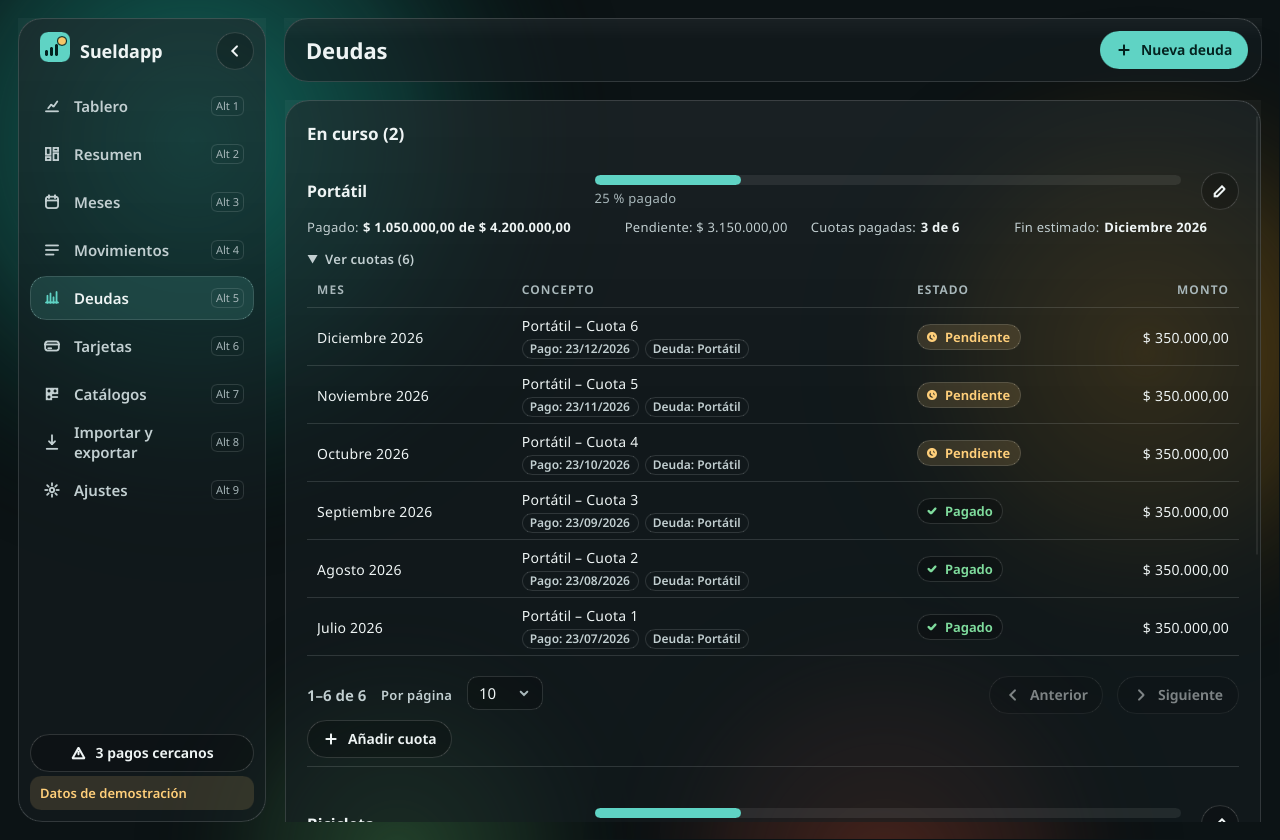 Sueldapp
Tablero Alt 1
Resumen Alt 2
Meses Alt 3
Movimientos Alt 4
Deudas Alt 5
Tarjetas Alt 6
Catálogos Alt 7
Importar y
exportar Alt 8
Ajustes Alt 9
3 pagos cercanos
Datos de demostración
Deudas
Nueva deuda
En curso (2)
Portátil
25 % pagado
Pagado: $ 1.050.000,00 de $ 4.200.000,00 Pendiente: $ 3.150.000,00 Cuotas pagadas: 3 de 6 Fin estimado: Diciembre 2026
Ver cuotas (6)
MES CONCEPTO ESTADO MONTO
Diciembre 2026 Portátil – Cuota 6 Pendiente $ 350.000,00
Pago: 23/12/2026 Deuda: Portátil
Noviembre 2026 Portátil – Cuota 5 Pendiente $ 350.000,00
Pago: 23/11/2026 Deuda: Portátil
Octubre 2026 Portátil – Cuota 4 Pendiente $ 350.000,00
Pago: 23/10/2026 Deuda: Portátil
Septiembre 2026 Portátil – Cuota 3 Pagado $ 350.000,00
Pago: 23/09/2026 Deuda: Portátil
Agosto 2026 Portátil – Cuota 2 Pagado $ 350.000,00
Pago: 23/08/2026 Deuda: Portátil
Julio 2026 Portátil – Cuota 1 Pagado $ 350.000,00
Pago: 23/07/2026 Deuda: Portátil
1–6 de 6 Por página 10 Anterior Siguiente
Añadir cuota